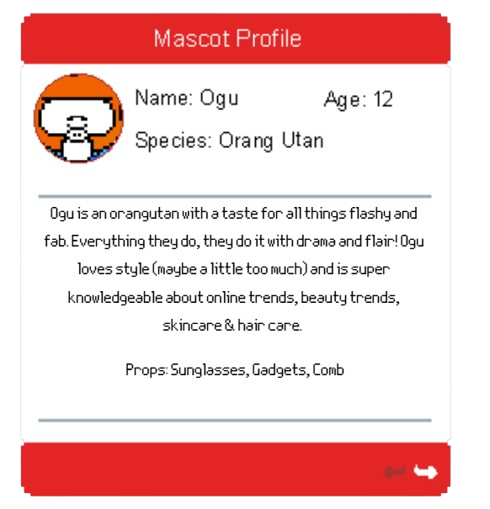 Mascot Profile
Name: Ogu
Age: 12
Species: Orang Utan
Ogu is an orangutan with a taste for all things flashy and
fab. Everything they do, they do it with drama and flair! Ogu
loves style (maybe a little too much) and is super
knowledgeable about online trends, beauty trends,
skincare & hair care.
Props: Sunglasses, Gadgets, Comb